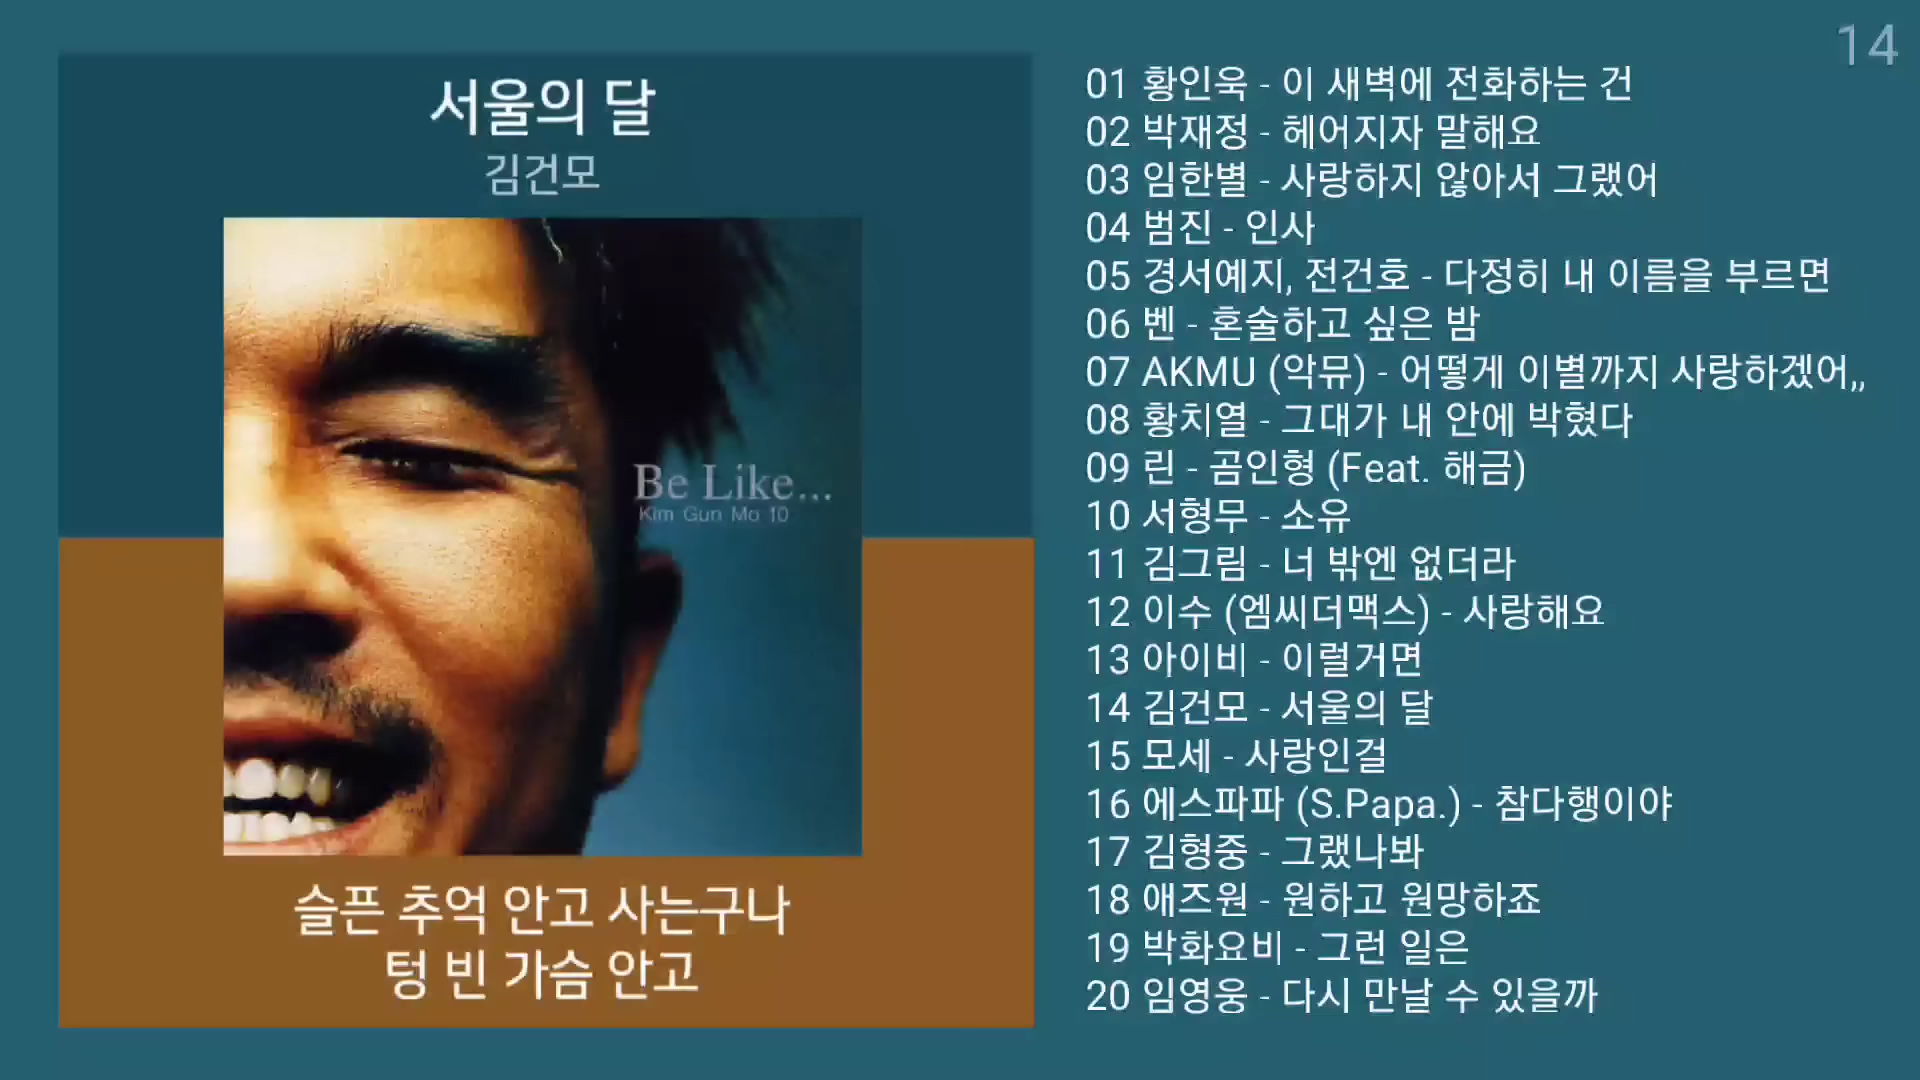 14
서울의 달
김건모
Be Like...
Kim Gun Mo 10
슬픈 추억 안고 사는구나
텅 빈 가슴 안고
01 황인욱 - 이 새벽에 전화하는 건
02 박재정 - 헤어지자 말해요
03 임한별 - 사랑하지 않아서 그랬어
04 범진 - 인사
05 경서예지, 전건호 - 다정히 내 이름을 부르면
06 벤 - 혼술하고 싶은 밤
07 AKMU (악뮤) - 어떻게 이별까지 사랑하겠어,,
08 황치열 - 그대가 내 안에 박혔다
09 린 - 곰인형 (Feat. 해금)
10 서형무 - 소유
11 김그림 - 너 밖엔 없더라
12 이수 (엠씨더맥스) - 사랑해요
13 아이비 - 이럴거면
14 김건모 - 서울의 달
15 모세 - 사랑인걸
16 에스파파 (S.Papa.) - 참다행이야
17 김형중 - 그랬나봐
18 애즈원 - 원하고 원망하죠
19 박화요비 - 그런 일은
20 임영웅 - 다시 만날 수 있을까